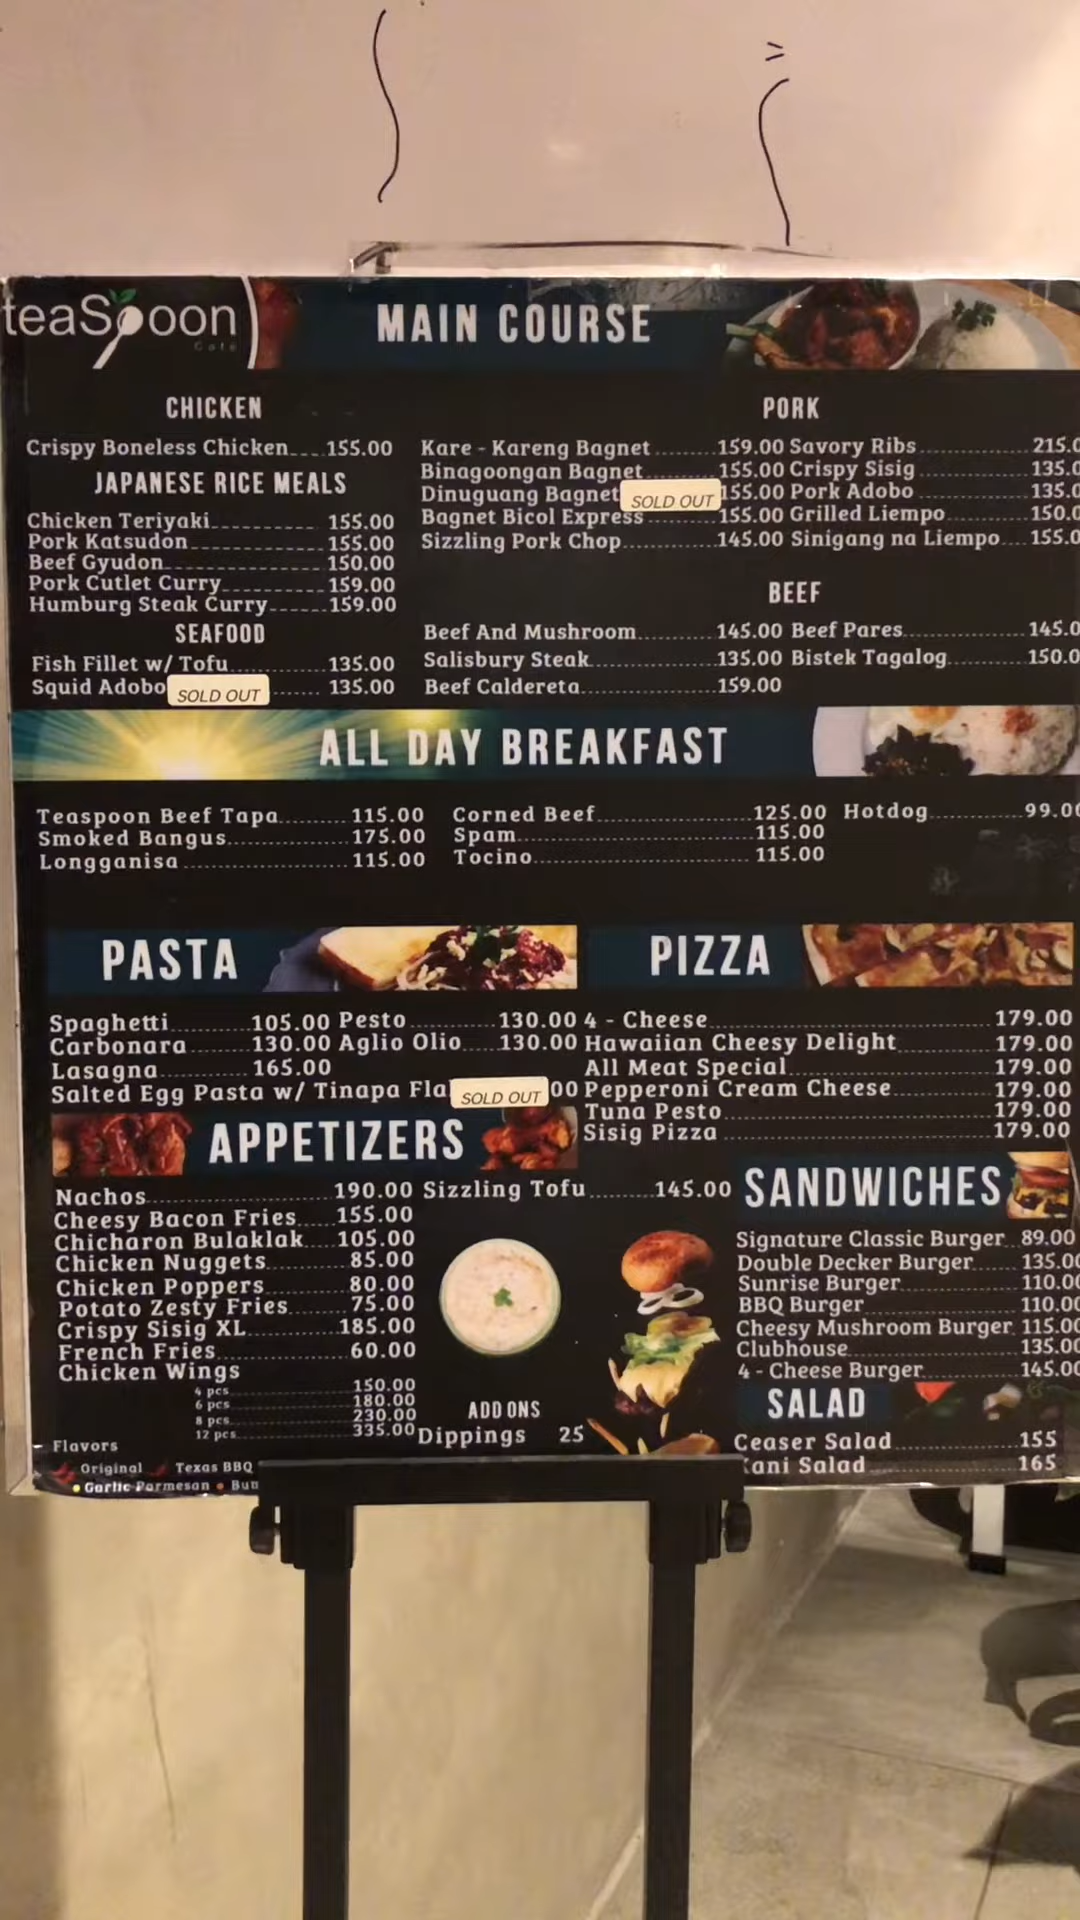 teaSpoon
Cafe
MAIN COURSE
CHICKEN
Crispy Boneless Chicken 155.00
JAPANESE RICE MEALS
Chicken Teriyaki 155.00
Pork Katsudon 155.00
Beef Gyudon 150.00
Pork Cutlet Curry 159.00
Humburg Steak Curry 159.00
SEAFOOD
Fish Fillet w/ Tofu 135.00
Squid Adobo SOLD OUT 135.00
PORK
Kare - Kareng Bagnet 159.00
Binagoongan Bagnet 155.00
Dinuguang Bagnet SOLD OUT 155.00
Bagnet Bicol Express 155.00
Sizzling Pork Chop 145.00
Savory Ribs 215.0
Crispy Sisig 135.0
Pork Adobo 135.0
Grilled Liempo 150.0
Sinigang na Liempo 155.0
BEEF
Beef And Mushroom 145.00
Salisbury Steak 135.00
Beef Caldereta 159.00
Beef Pares 145.0
Bistek Tagalog 150.0
ALL DAY BREAKFAST
Teaspoon Beef Tapa 115.00
Smoked Bangus 175.00
Longganisa 115.00
Corned Beef 125.00
Spam 115.00
Tocino 115.00
Hotdog 99.00
PASTA
Spaghetti 105.00
Carbonara 130.00
Lasagna 165.00
Pesto 130.00
Aglio Olio 130.00
Salted Egg Pasta w/ Tinapa Fla SOLD OUT 00
PIZZA
4 - Cheese 179.00
Hawaiian Cheesy Delight 179.00
All Meat Special 179.00
Pepperoni Cream Cheese 179.00
Tuna Pesto 179.00
Sisig Pizza 179.00
APPETIZERS
Nachos 190.00
Cheesy Bacon Fries 155.00
Chicharon Bulaklak 105.00
Chicken Nuggets 85.00
Chicken Poppers 80.00
Potato Zesty Fries 75.00
Crispy Sisig XL 185.00
French Fries 60.00
Chicken Wings
4 pcs 150.00
6 pcs 180.00
8 pcs 230.00
12 pcs 335.00
Flavors
Original Texas BBQ
Garlic Parmesan
Sizzling Tofu 145.00
ADD ONS
Dippings 25
SANDWICHES
Signature Classic Burger 89.00
Double Decker Burger 135.00
Sunrise Burger 110.00
BBQ Burger 110.00
Cheesy Mushroom Burger 115.00
Clubhouse 135.00
4 - Cheese Burger 145.00
SALAD
Ceaser Salad 155
Kani Salad 165